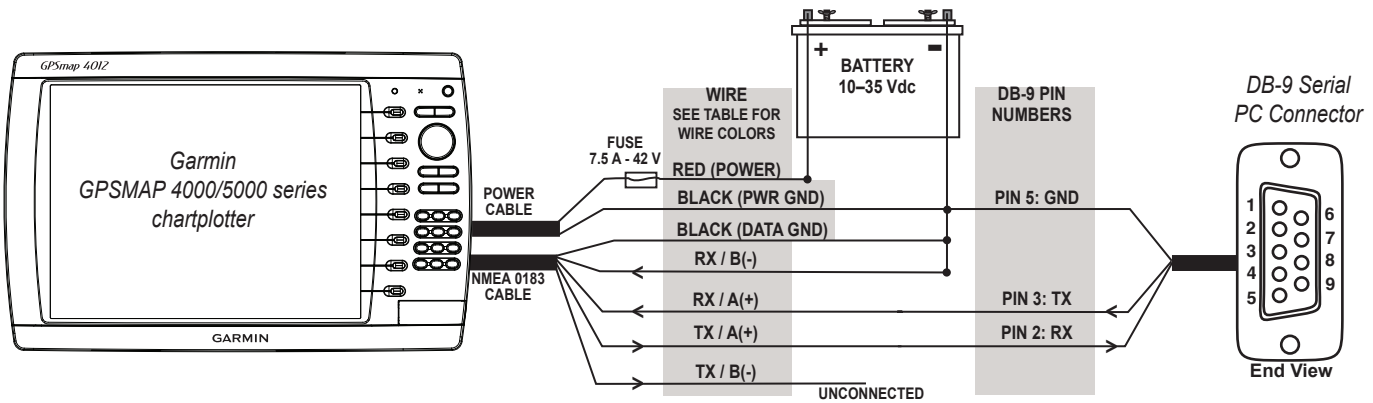 GPSmap 4012
Garmin
GPSMAP 4000/5000 series
chartplotter
GARMIN
POWER
CABLE
NMEA 0183
CABLE
FUSE
7.5 A - 42 V
WIRE
SEE TABLE FOR
WIRE COLORS
RED (POWER)
BLACK (PWR GND)
BLACK (DATA GND)
RX / B(-)
RX / A(+)
TX / A(+)
TX / B(-)
UNCONNECTED
+ -
BATTERY
10–35 Vdc
DB-9 PIN
NUMBERS
PIN 5: GND
PIN 3: TX
PIN 2: RX
DB-9 Serial
PC Connector
1
2
3
4
5
6
7
8
9
End View